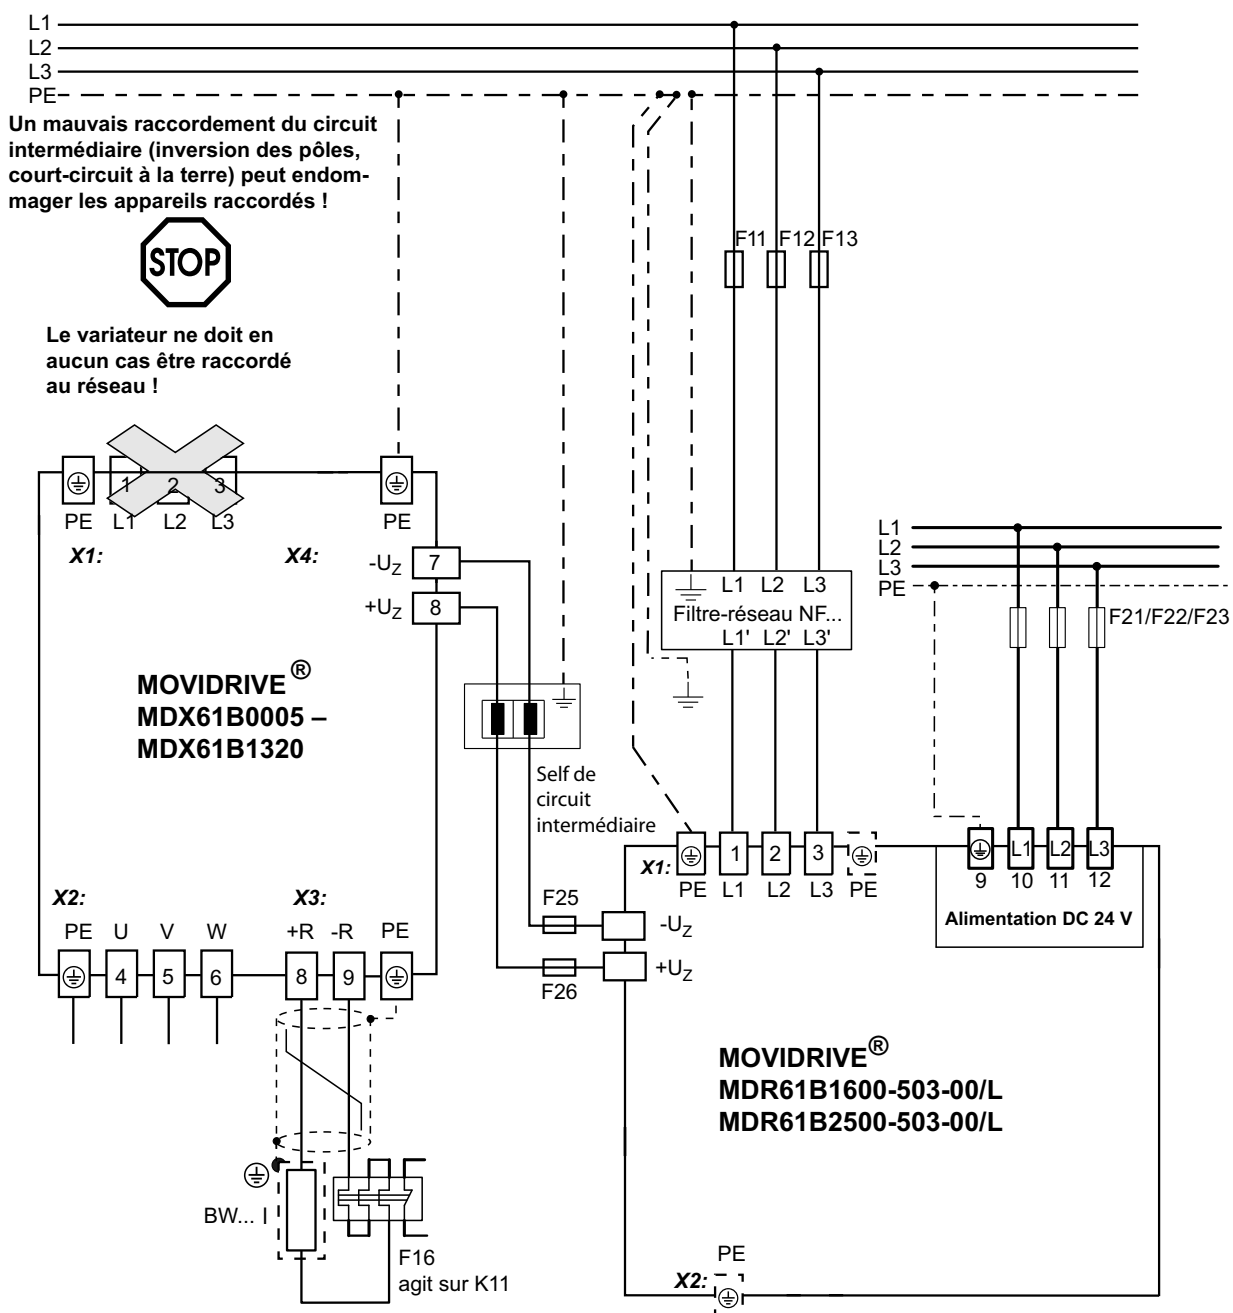 L1
L2
L3
PE
Un mauvais raccordement du circuit
intermédiaire (inversion des pôles,
court-circuit à la terre) peut endom-
mager les appareils raccordés !
STOP
Le variateur ne doit en
aucun cas être raccordé
au réseau !
F11 F12 F13
1 2 3
PE L1 L2 L3
PE
X1:
X4:
-UZ 7
+UZ 8
MOVIDRIVE®
MDX61B0005 –
MDX61B1320
L1 L2 L3
Filtre-réseau NF...
L1' L2' L3'
L1
L2
L3
PE
F21/F22/F23
Self de
circuit
intermédiaire
X1:
1 2 3
PE L1 L2 L3 PE
L1 L2 L3
9 10 11 12
Alimentation DC 24 V
F25
-UZ
+UZ
F26
X2:
X3:
PE U V W
+R -R PE
4 5 6
8 9
MOVIDRIVE®
MDR61B1600-503-00/L
MDR61B2500-503-00/L
BW...
F16
agit sur K11
PE
X2: